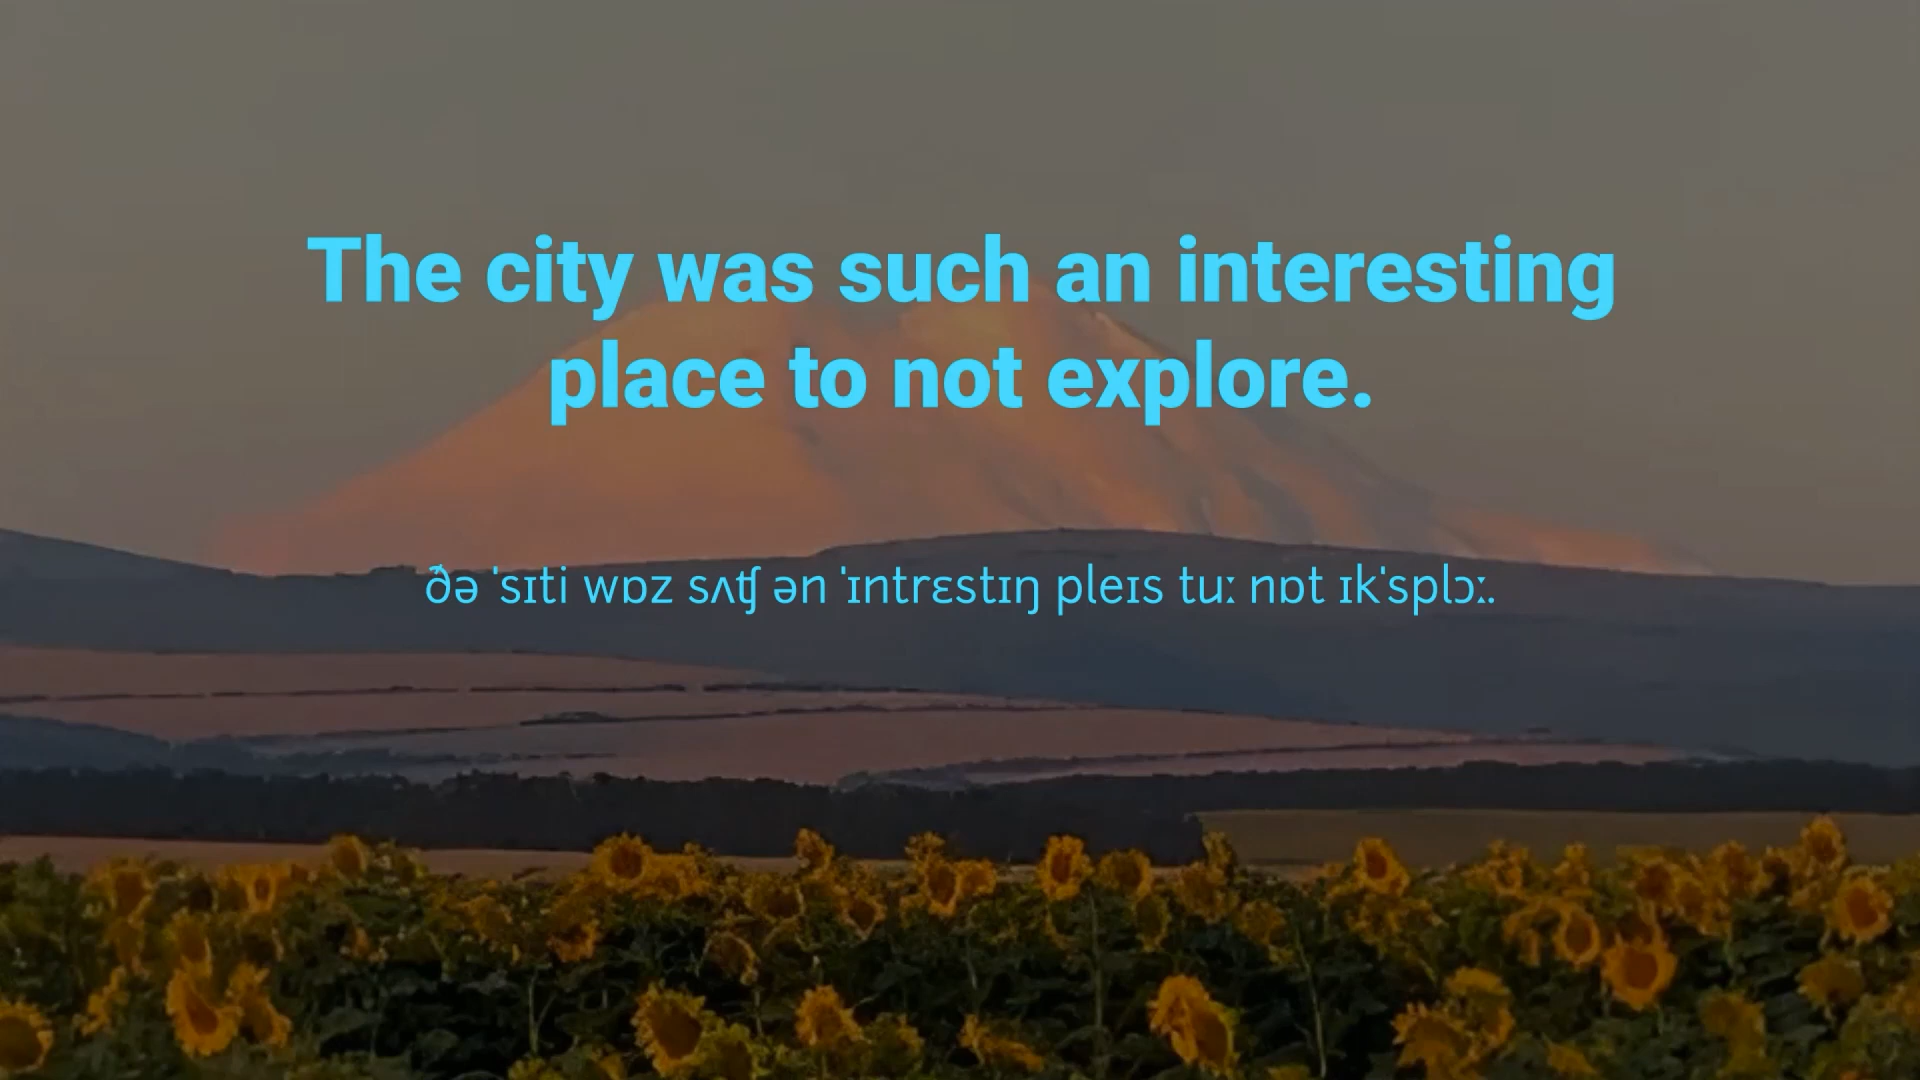 The city was such an interesting
place to not explore.
ðə ˈsɪti wɒz sʌʧ ən ˈɪntrɛstɪŋ pleɪs tuː nɒt ɪkˈsplɔː.